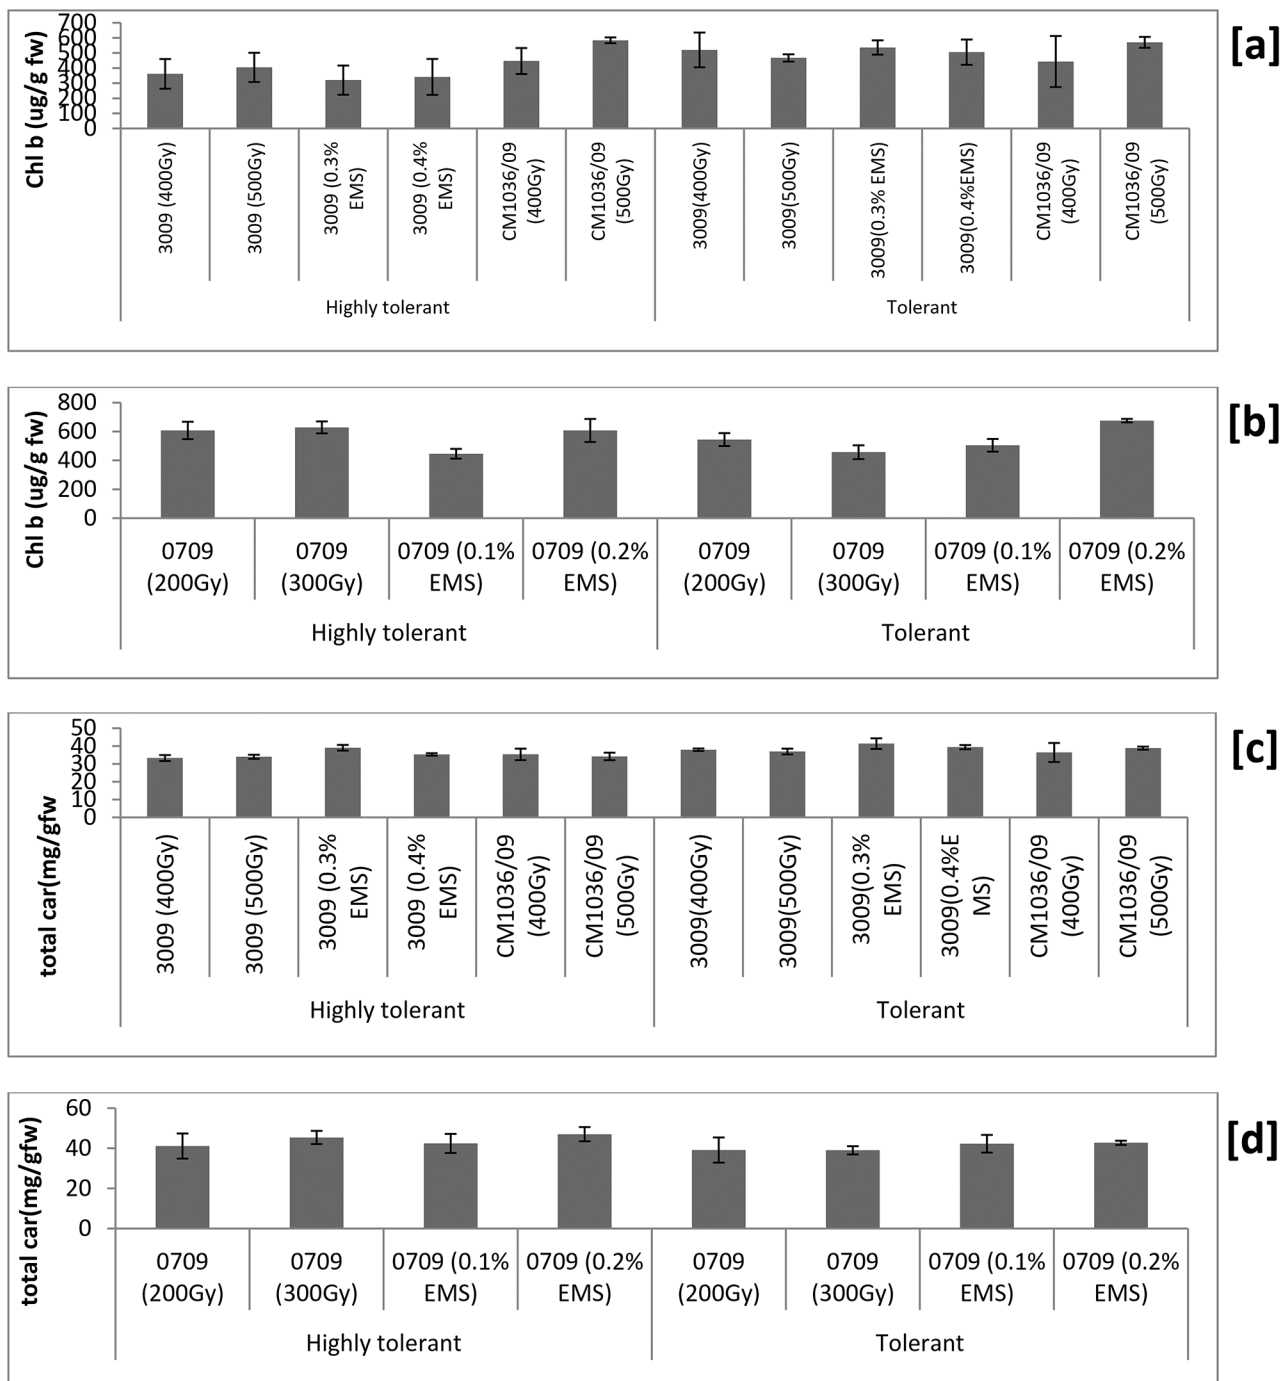 [a]
Chl b (ug/g fw)
700
600
500
400
300
200
100
0
3009 (400Gy)
3009 (500Gy)
3009 (0.3%
EMS)
3009 (0.4%
EMS)
CM1036/09
(400Gy)
CM1036/09
(500Gy)
3009(400Gy)
3009(500Gy)
3009(0.3% EMS)
3009(0.4%EMS)
CM1036/09
(400Gy)
CM1036/09
(500Gy)
Highly tolerant
Tolerant
[b]
Chl b (ug/g fw)
800
600
400
200
0
0709
(200Gy)
0709
(300Gy)
0709 (0.1%
EMS)
0709 (0.2%
EMS)
0709
(200Gy)
0709
(300Gy)
0709 (0.1%
EMS)
0709 (0.2%
EMS)
Highly tolerant
Tolerant
[c]
total car(mg/gfw
50
40
30
20
10
0
3009 (400Gy)
3009 (500Gy)
3009 (0.3%
EMS)
3009 (0.4%
EMS)
CM1036/09
(400Gy)
CM1036/09
(500Gy)
3009(400Gy)
3009(500Gy)
3009(0.3%
EMS)
3009(0.4%E
MS)
CM1036/09
(400Gy)
CM1036/09
(500Gy)
Highly tolerant
Tolerant
[d]
total car(mg/gfw)
60
40
20
0
0709
(200Gy)
0709
(300Gy)
0709 (0.1%
EMS)
0709 (0.2%
EMS)
0709
(200Gy)
0709
(300Gy)
0709 (0.1%
EMS)
0709 (0.2%
EMS)
Highly tolerant
Tolerant